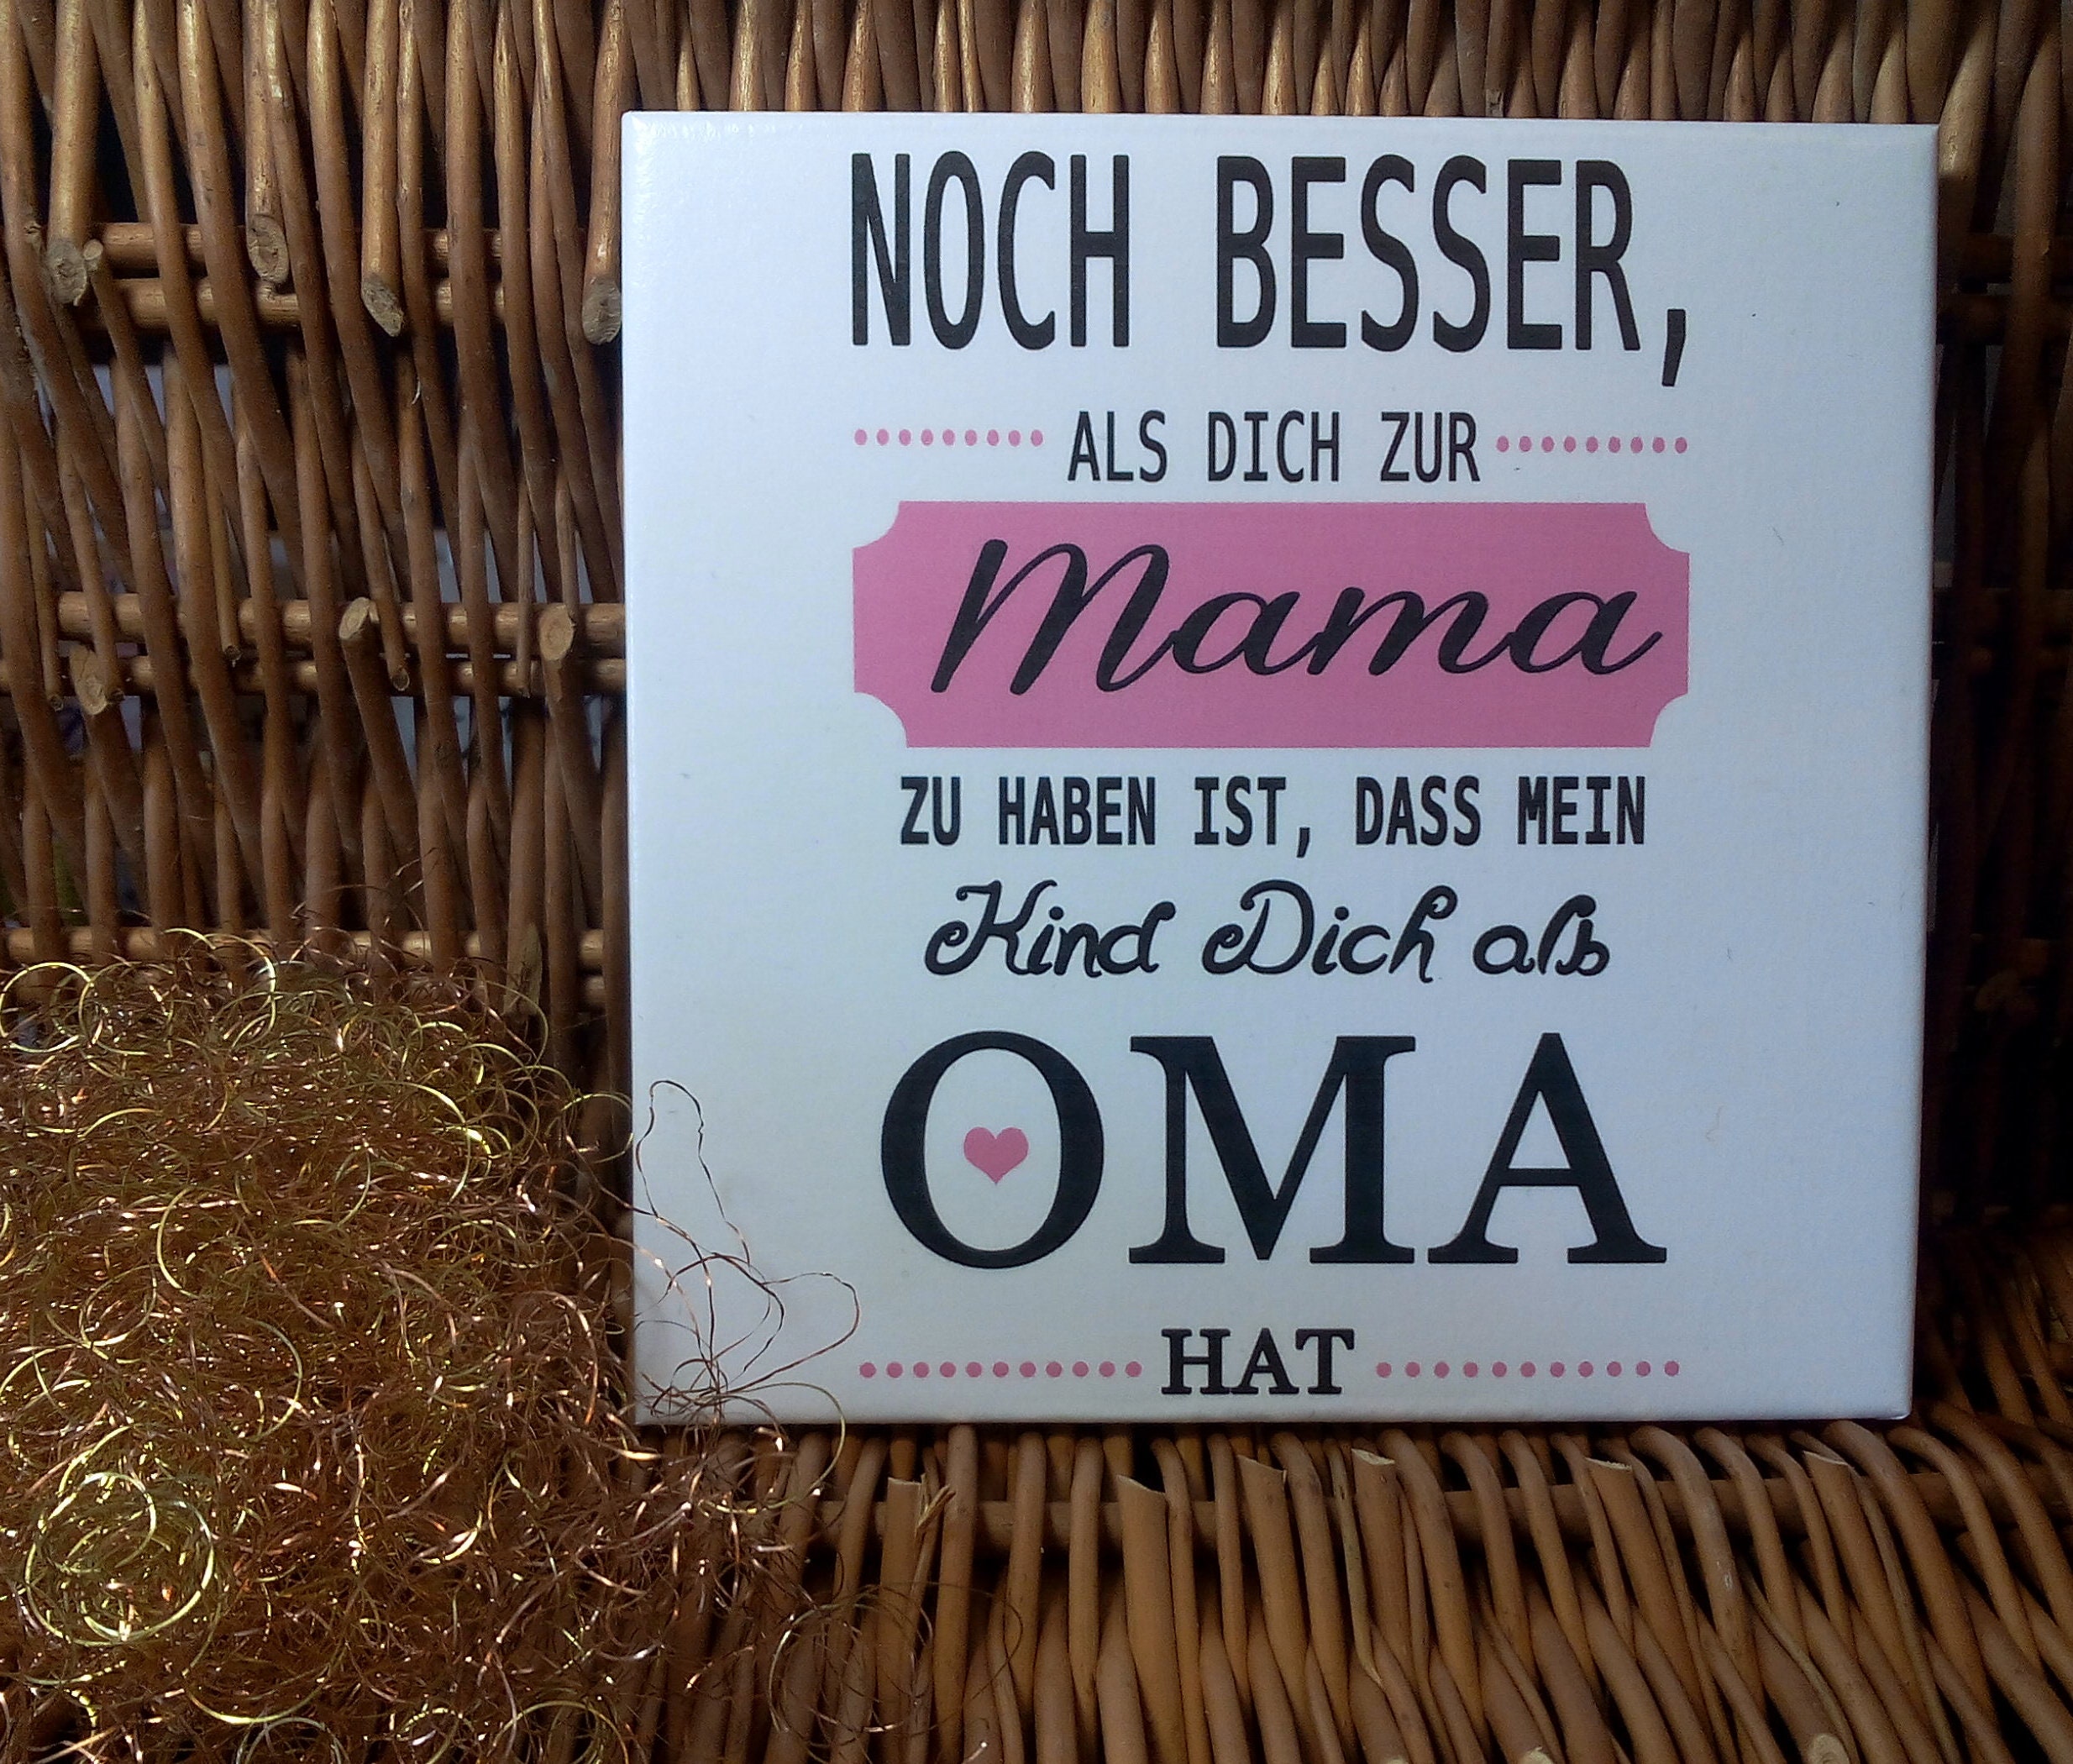 NOCH BESSER,
ALS DICH ZUR
Mama
ZU HABEN IST, DASS MEIN
Kind Dich als
OMA
HAT